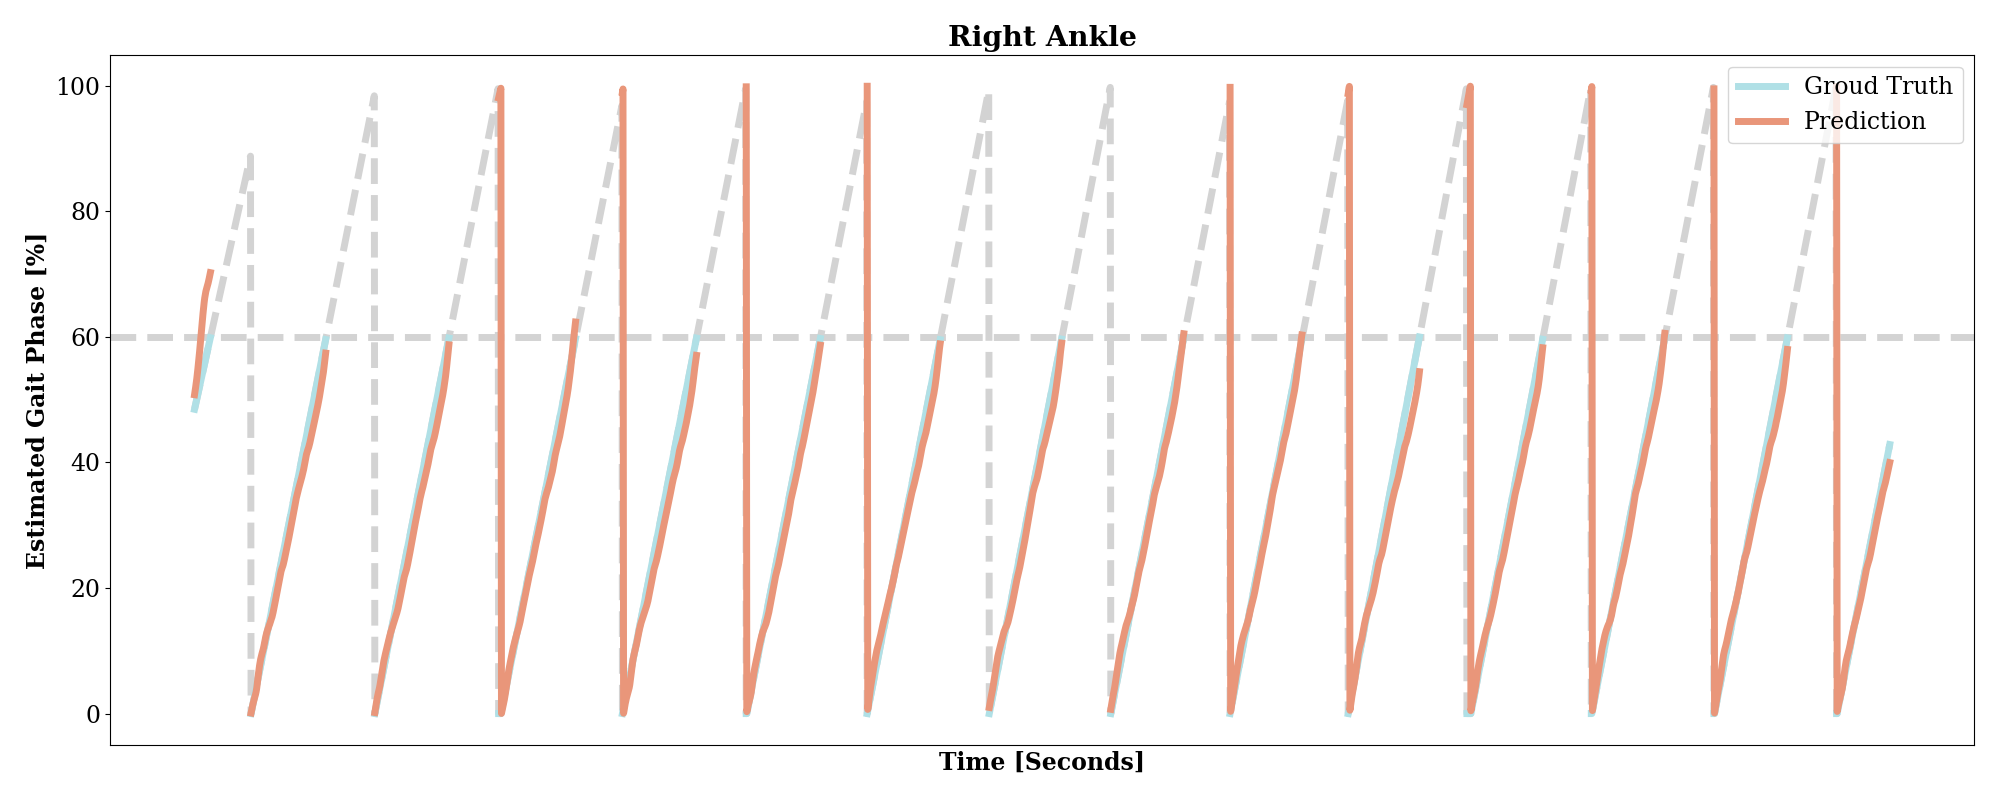 Right Ankle
Estimated Gait Phase [%]
100
80
60
40
20
0
Groud Truth
Prediction
Time [Seconds]